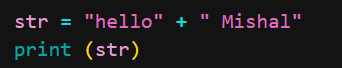 str = "hello" + " Mishal"
print (str)